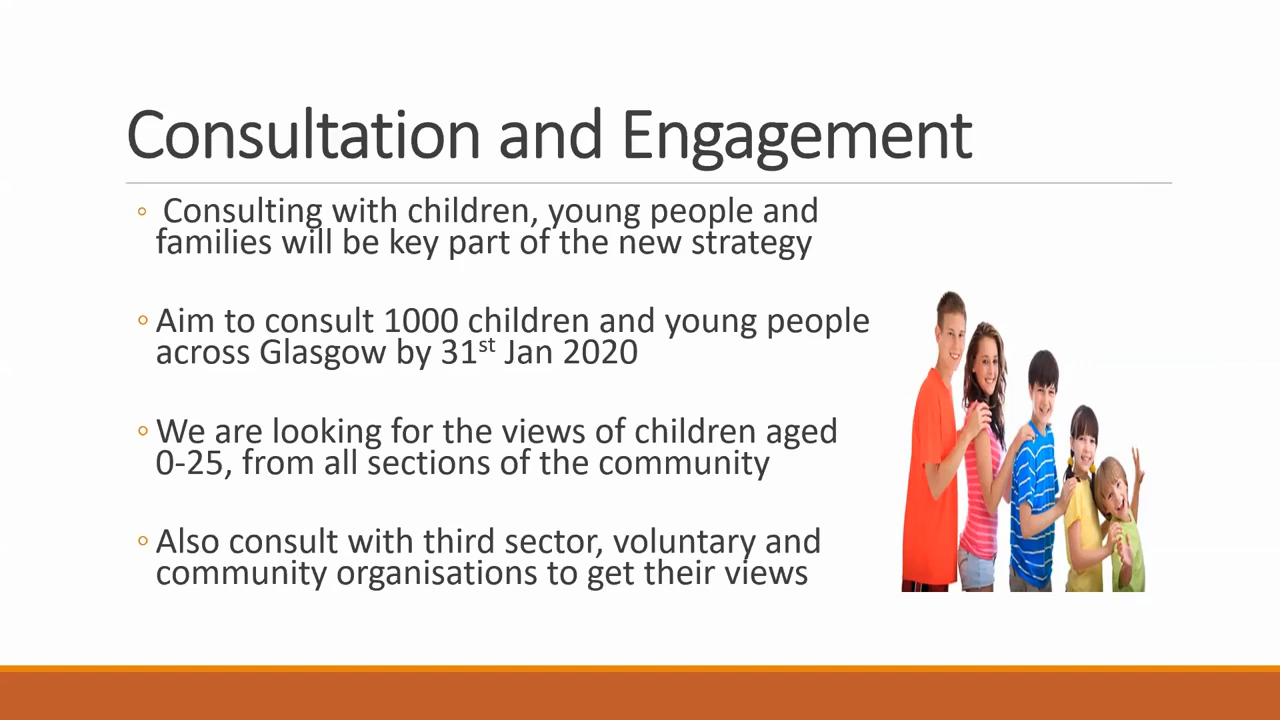 Consultation and Engagement
◦ Consulting with children, young people and
families will be key part of the new strategy
◦ Aim to consult 1000 children and young people
across Glasgow by 31st Jan 2020
◦ We are looking for the views of children aged
0-25, from all sections of the community
◦ Also consult with third sector, voluntary and
community organisations to get their views